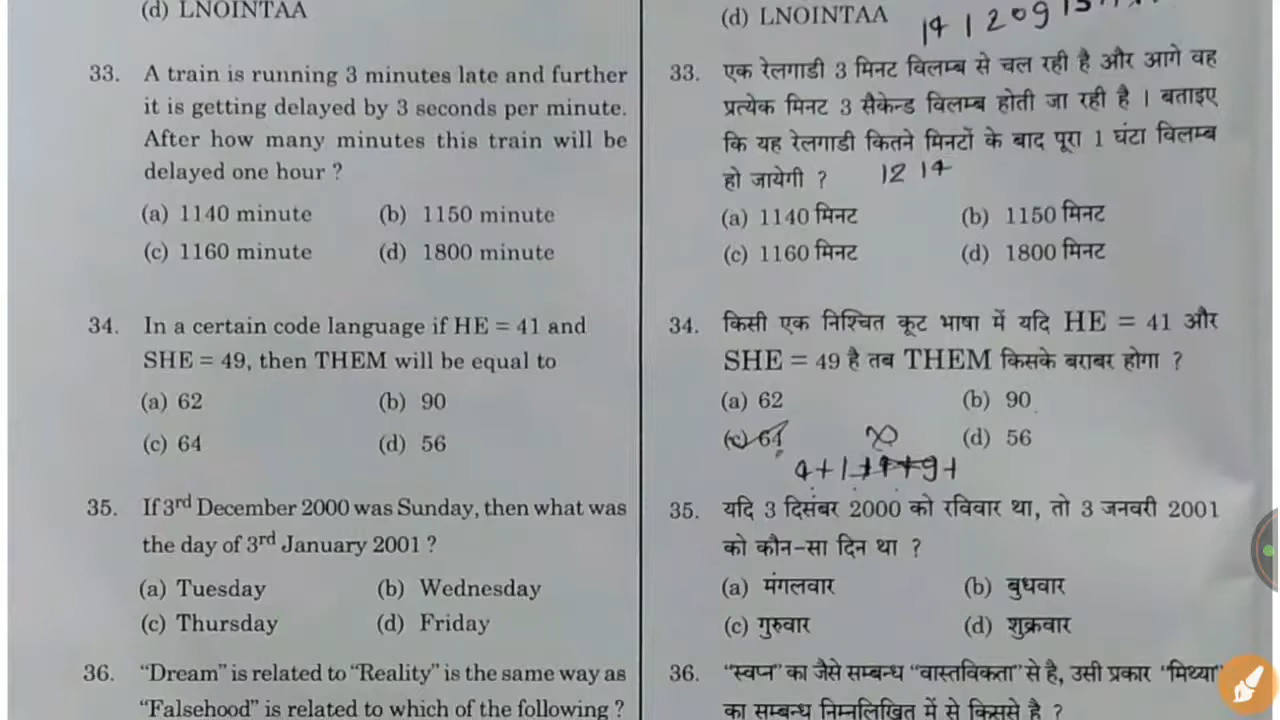 (d) LNOINTAA
33. A train is running 3 minutes late and further
it is getting delayed by 3 seconds per minute.
After how many minutes this train will be
delayed one hour ?
(a) 1140 minute (b) 1150 minute
(c) 1160 minute (d) 1800 minute
34. In a certain code language if HE = 41 and
SHE = 49, then THEM will be equal to
(a) 62 (b) 90
(c) 64 (d) 56
35. If 3rd December 2000 was Sunday, then what was
the day of 3rd January 2001 ?
(a) Tuesday (b) Wednesday
(c) Thursday (d) Friday
36. “Dream” is related to “Reality” is the same way as
“Falsehood” is related to which of the following ?
(d) LNOINTAA 14 1 20 9 15
33. एक रेलगाडी 3 मिनट विलम्ब से चल रही है और आगे वह
प्रत्येक मिनट 3 सैकेन्ड विलम्ब होती जा रही है । बताइए
कि यह रेलगाडी कितने मिनटों के बाद पूरा 1 घंटा विलम्ब
हो जायेगी ? 12 14
(a) 1140 मिनट (b) 1150 मिनट
(c) 1160 मिनट (d) 1800 मिनट
34. किसी एक निश्चित कूट भाषा में यदि HE = 41 और
SHE = 49 है तब THEM किसके बराबर होगा ?
(a) 62 (b) 90
(c) 64 (d) 56
35. यदि 3 दिसंबर 2000 को रविवार था, तो 3 जनवरी 2001
को कौन-सा दिन था ?
(a) मंगलवार (b) बुधवार
(c) गुरुवार (d) शुक्रवार
36. “स्वप्न” का जैसे सम्बन्ध “वास्तविकता” से है, उसी प्रकार “मिथ्या”
का सम्बन्ध निम्नलिखित में से किससे है ?